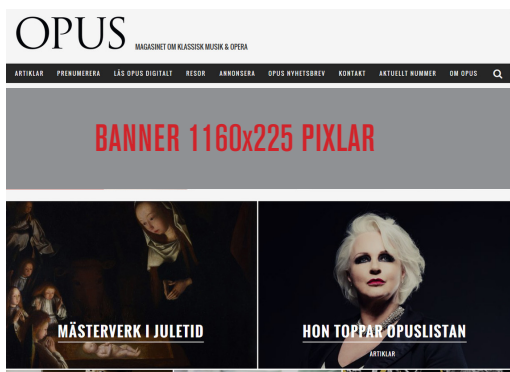 OPUS
MAGASINET OM KLASSISK MUSIK & OPERA
ARTIKLAR PRENUMERERA LÄS OPUS DIGITALT RESOR ANNONSERA OPUS NYHETSBREV KONTAKT AKTUELLT NUMMER OM OPUS
BANNER 1160x225 PIXLAR
MÄSTERVERK I JULETID
HON TOPPAR OPUSLISTAN
ARTIKLAR